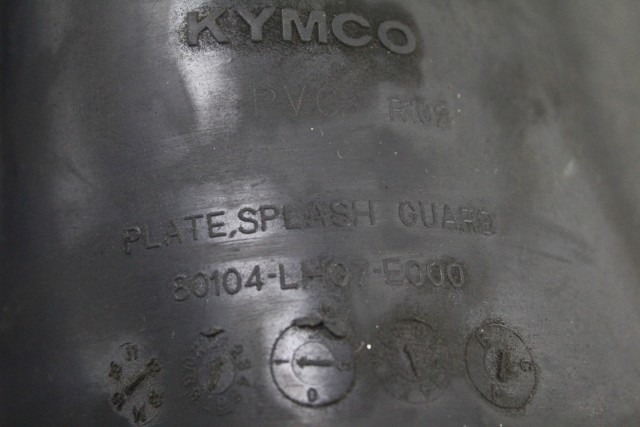 KYMCO
PVC
PLATE,SPLASH GUARD
80104-LHC7-E000